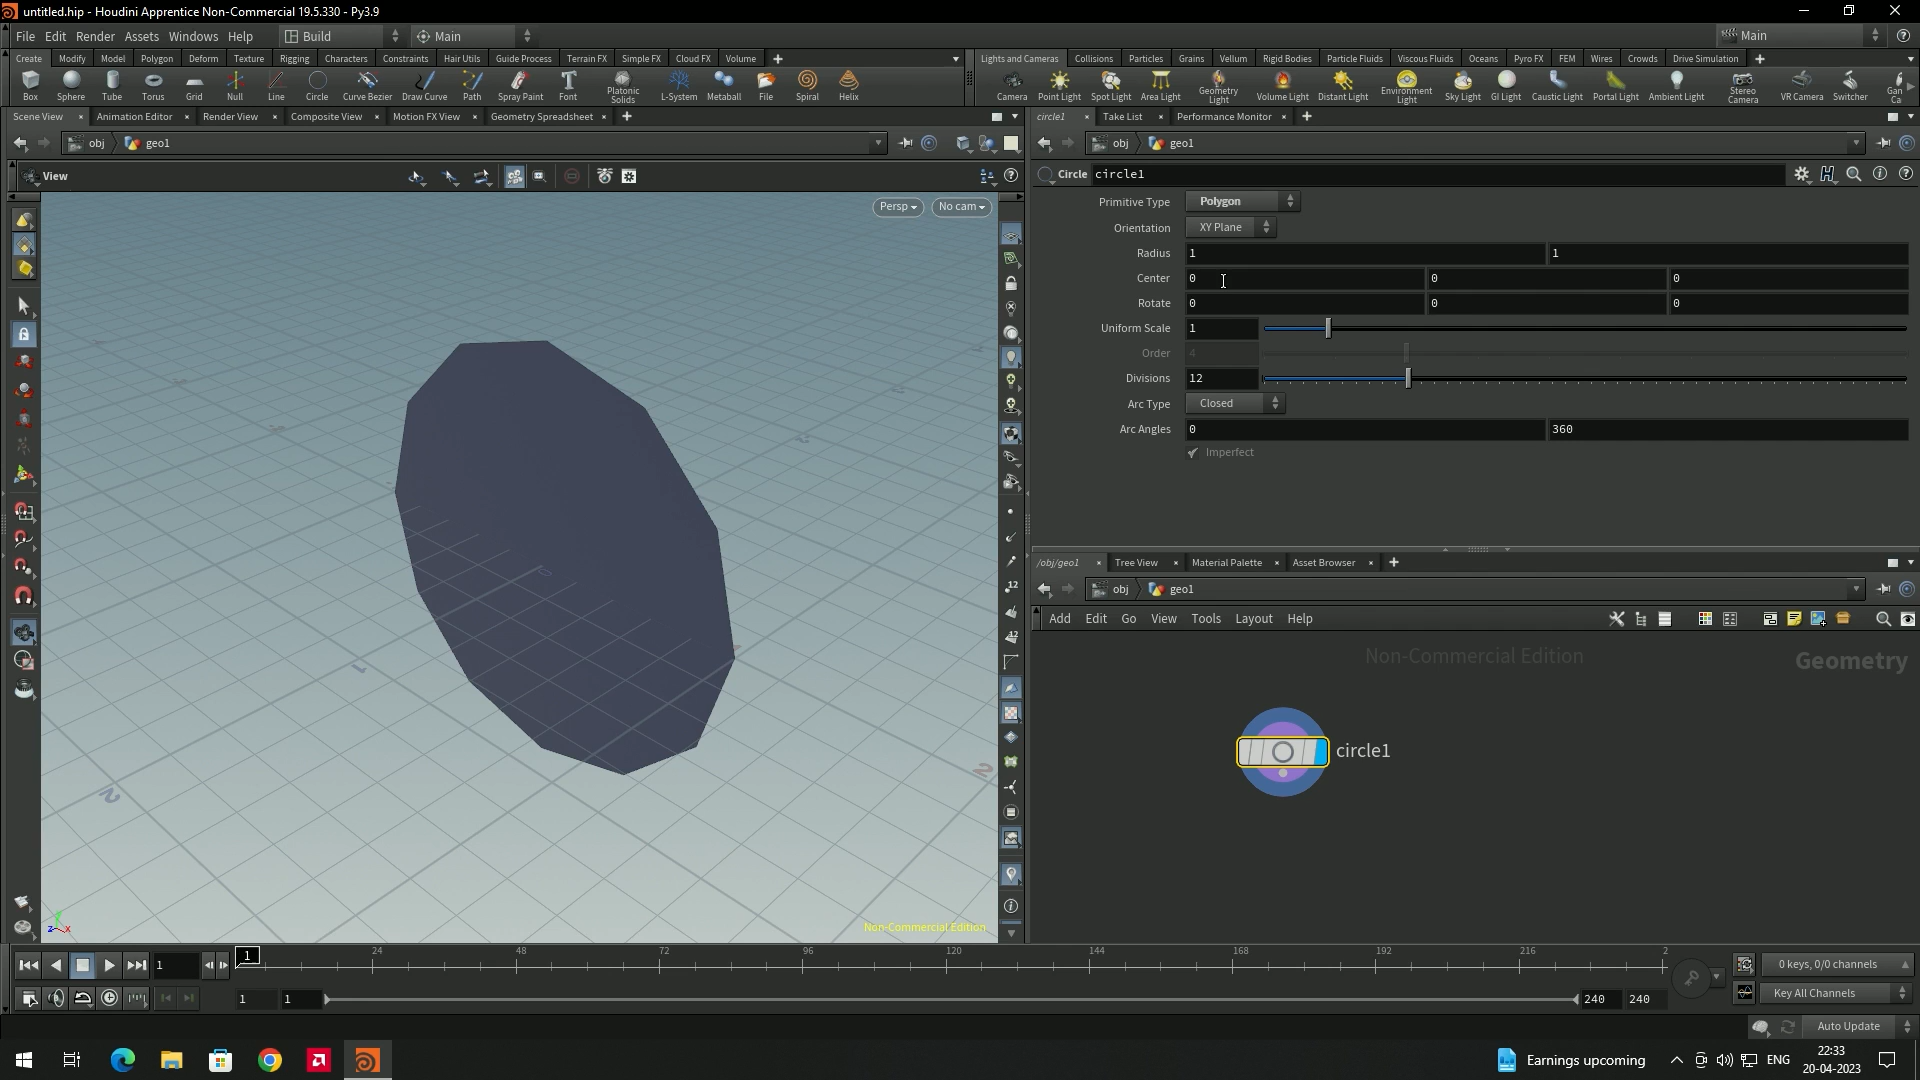 untitled.hip - Houdini Apprentice Non-Commercial 19.5.330 - Py3.9
File Edit Render Assets Windows Help Build Main Main
Create Modify Model Polygon Deform Texture Rigging Characters Constraints Hair Utils Guide Process Terrain FX Simple FX Cloud FX Volume Lights and Cameras Collisions Particles Grains Vellum Rigid Bodies Particle Fluids Viscous Fluids Oceans Pyro FX FEM Wires Crowds Drive Simulation
Box Sphere Tube Torus Grid Null Line Circle Curve Bezier Draw Curve Path Spray Paint Font Platonic Solids L-System Metaball File Spiral Helix Camera Point Light Spot Light Area Light Geometry Light Volume Light Distant Light Environment Light Sky Light GI Light Caustic Light Portal Light Ambient Light Stereo Camera VR Camera Switcher Gan Ca
Scene View Animation Editor Render View Composite View Motion FX View Geometry Spreadsheet circle1 Take List Performance Monitor
obj geo1 obj geo1
View Circle circle1
Persp No cam
Primitive Type Polygon
Orientation XY Plane
Radius 1 1
Center 0 0 0
Rotate 0 0 0
Uniform Scale 1
Order 4
Divisions 12
Arc Type Closed
Arc Angles 0 360
Imperfect
/obj/geo1 Tree View Material Palette Asset Browser
obj geo1
Add Edit Go View Tools Layout Help
Non-Commercial Edition Geometry
circle1
Non-Commercial Edition
z x
1 1 24 48 72 96 120 144 168 192 216 2
0 keys, 0/0 channels
1 1 240 240 Key All Channels
Auto Update
Earnings upcoming ENG 22:33
20-04-2023